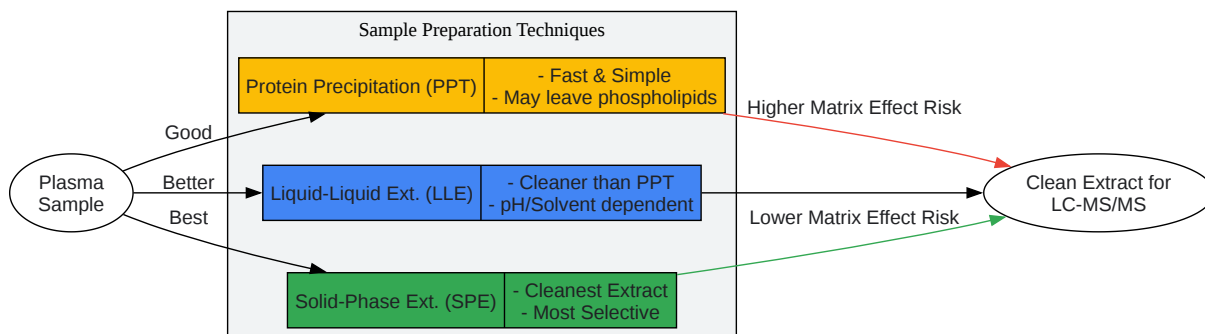 Sample Preparation Techniques
Protein Precipitation (PPT)
- Fast & Simple
- May leave phospholipids
Higher Matrix Effect Risk
Good
Plasma
Sample
Better
Liquid-Liquid Ext. (LLE)
- Cleaner than PPT
- pH/Solvent dependent
Clean Extract for
LC-MS/MS
Best
Lower Matrix Effect Risk
Solid-Phase Ext. (SPE)
- Cleanest Extract
- Most Selective